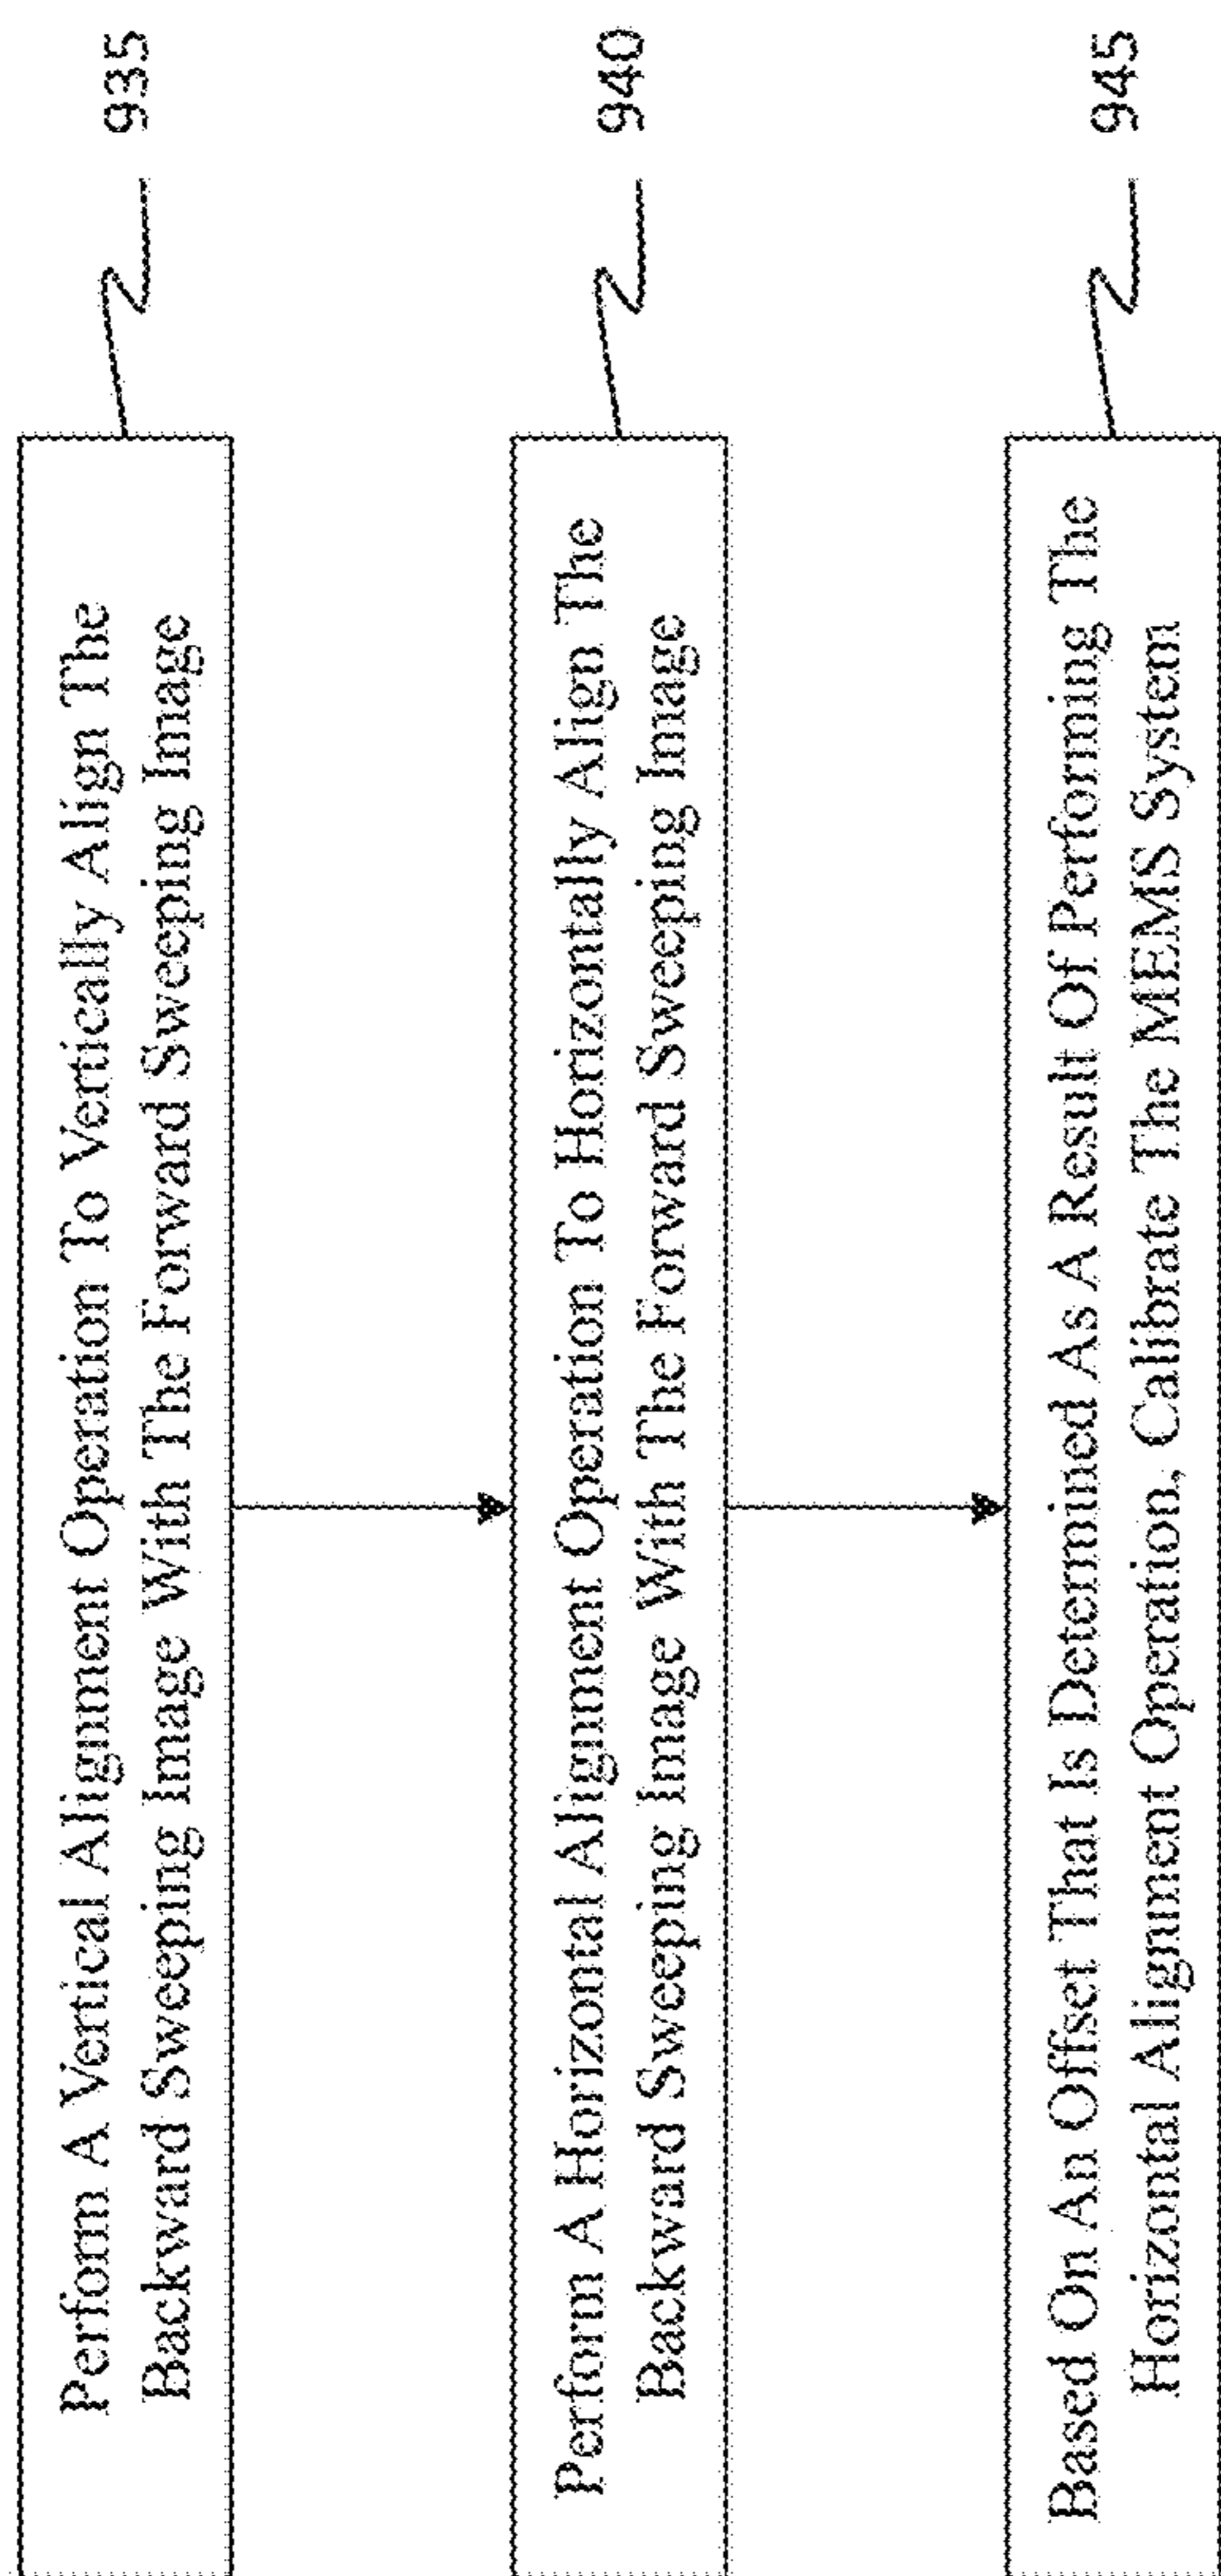 Perform A Vertical Alignment Operation To Vertically Align The
Backward Sweeping Image With The Forward Sweeping Image
935
Perform A Horizontal Alignment Operation To Horizontally Align The
Backward Sweeping Image With The Forward Sweeping Image
940
Based On An Offset That Is Determined As A Result Of Performing The
Horizontal Alignment Operation, Calibrate The MEMS System
945